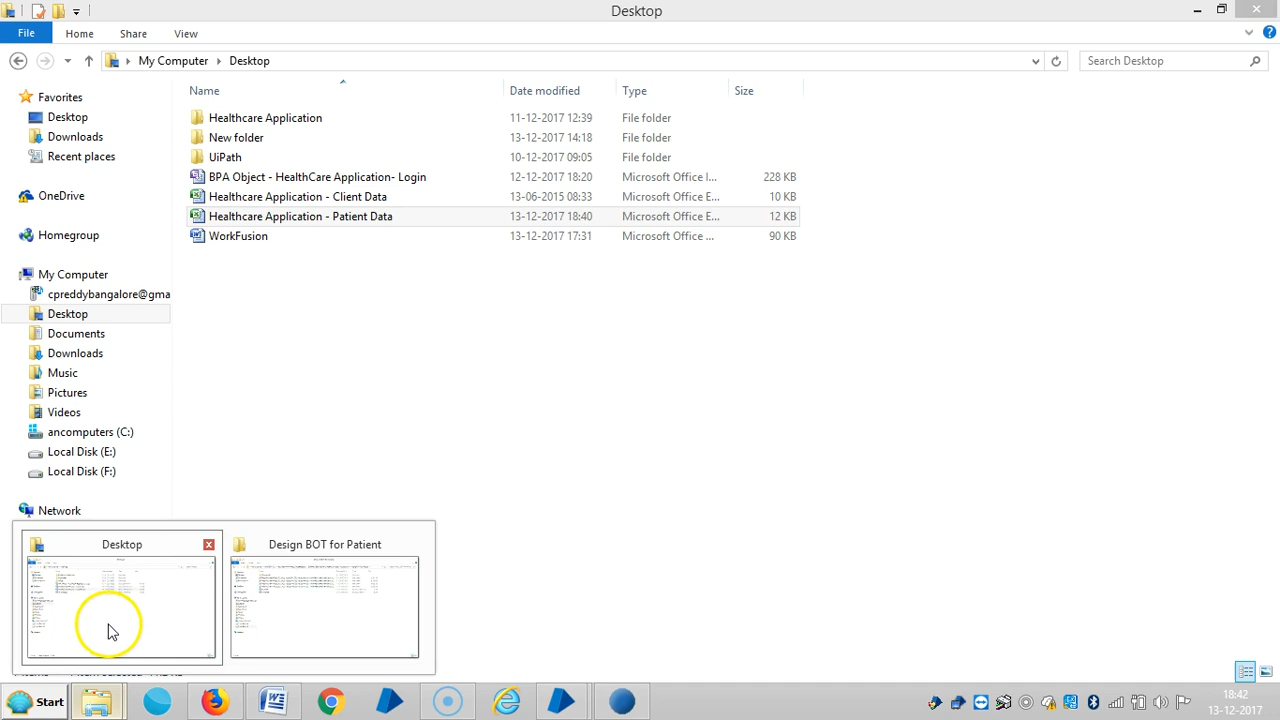 Desktop
File Home Share View
My Computer Desktop Search Desktop
Name Date modified Type Size
Favorites
Desktop
Downloads
Recent places
OneDrive
Homegroup
My Computer
cpreddybangalore@gma
Desktop
Documents
Downloads
Music
Pictures
Videos
ancomputers (C:)
Local Disk (E:)
Local Disk (F:)
Network
Healthcare Application 11-12-2017 12:39 File folder
New folder 13-12-2017 14:18 File folder
UiPath 10-12-2017 09:05 File folder
BPA Object - HealthCare Application- Login 12-12-2017 18:20 Microsoft Office I... 228 KB
Healthcare Application - Client Data 13-06-2015 08:33 Microsoft Office E... 10 KB
Healthcare Application - Patient Data 13-12-2017 18:40 Microsoft Office E... 12 KB
WorkFusion 13-12-2017 17:31 Microsoft Office ... 90 KB
Desktop Design BOT for Patient
Start
18:42
13-12-2017